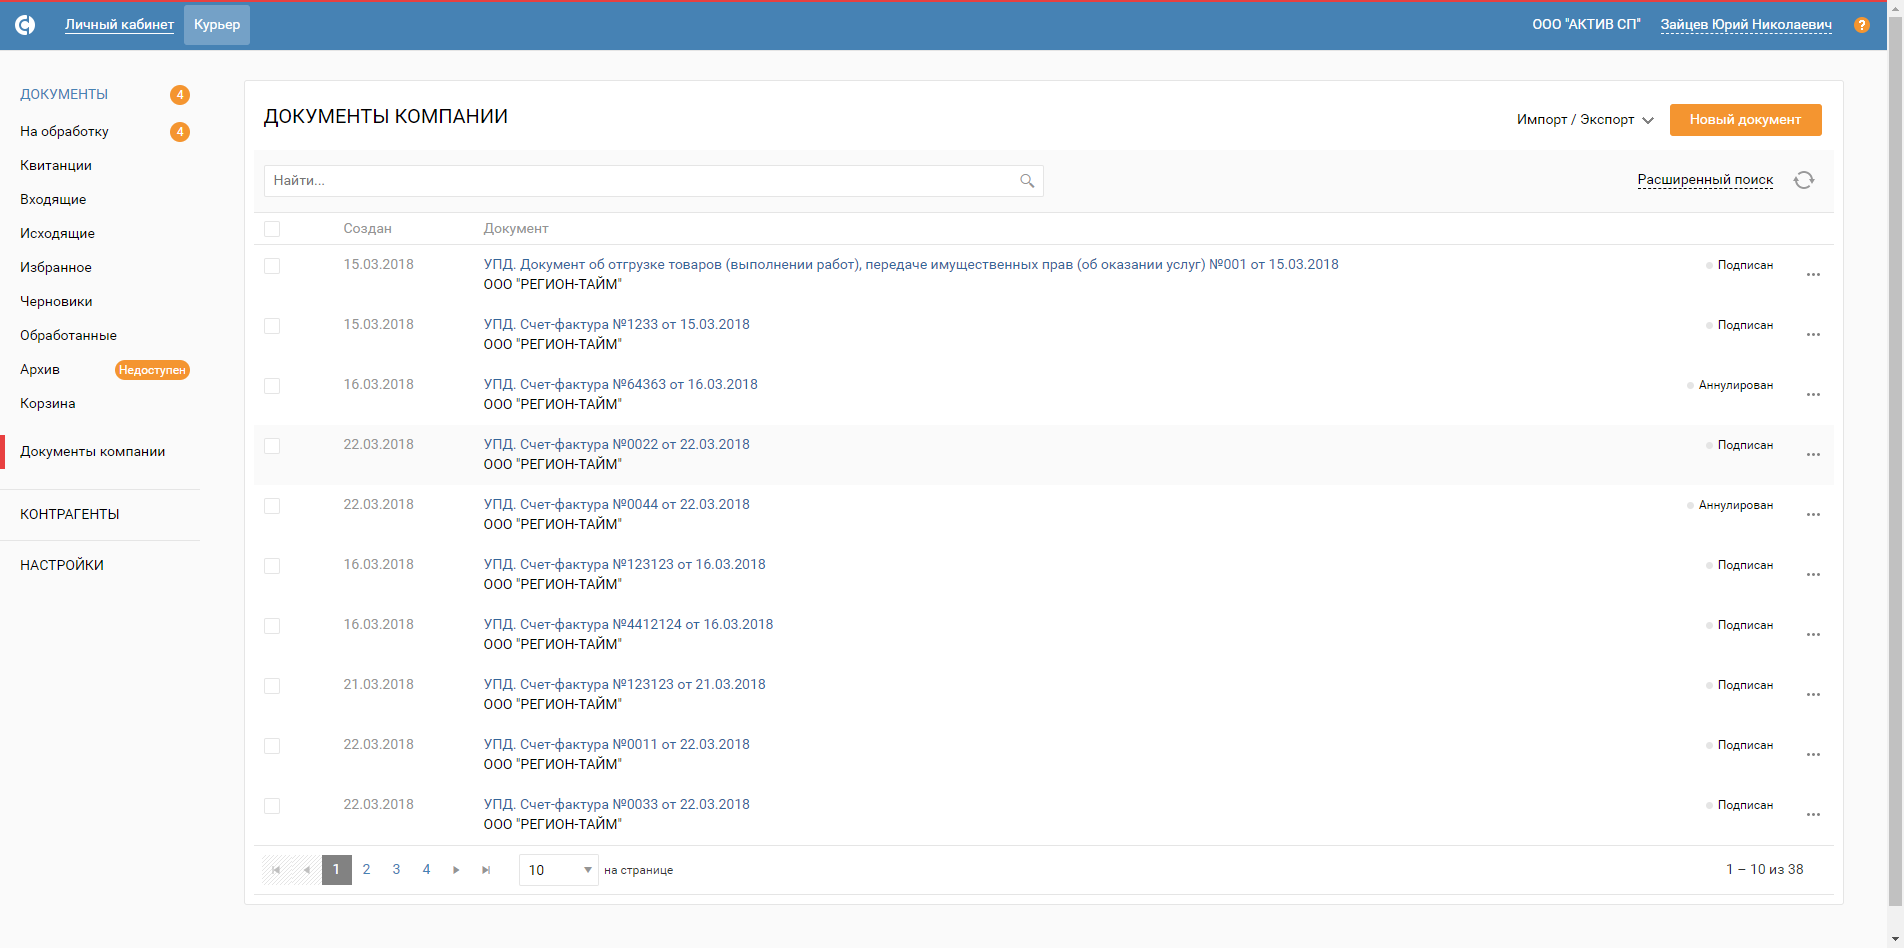 Личный кабинет Курьер ООО "АКТИВ СП" Зайцев Юрий Николаевич ?
ДОКУМЕНТЫ 4
На обработку 4
Квитанции
Входящие
Исходящие
Избранное
Черновики
Обработанные
Архив Недоступен
Корзина
Документы компании
КОНТРАГЕНТЫ
НАСТРОЙКИ
ДОКУМЕНТЫ КОМПАНИИ
Импорт / Экспорт Новый документ
Найти... Расширенный поиск
Создан Документ
15.03.2018 УПД. Документ об отгрузке товаров (выполнении работ), передаче имущественных прав (об оказании услуг) №001 от 15.03.2018 Подписан ...
ООО "РЕГИОН-ТАЙМ"
15.03.2018 УПД. Счет-фактура №1233 от 15.03.2018 Подписан ...
ООО "РЕГИОН-ТАЙМ"
16.03.2018 УПД. Счет-фактура №64363 от 16.03.2018 Аннулирован ...
ООО "РЕГИОН-ТАЙМ"
22.03.2018 УПД. Счет-фактура №0022 от 22.03.2018 Подписан ...
ООО "РЕГИОН-ТАЙМ"
22.03.2018 УПД. Счет-фактура №0044 от 22.03.2018 Аннулирован ...
ООО "РЕГИОН-ТАЙМ"
16.03.2018 УПД. Счет-фактура №123123 от 16.03.2018 Подписан ...
ООО "РЕГИОН-ТАЙМ"
16.03.2018 УПД. Счет-фактура №4412124 от 16.03.2018 Подписан ...
ООО "РЕГИОН-ТАЙМ"
21.03.2018 УПД. Счет-фактура №123123 от 21.03.2018 Подписан ...
ООО "РЕГИОН-ТАЙМ"
22.03.2018 УПД. Счет-фактура №0011 от 22.03.2018 Подписан ...
ООО "РЕГИОН-ТАЙМ"
22.03.2018 УПД. Счет-фактура №0033 от 22.03.2018 Подписан ...
ООО "РЕГИОН-ТАЙМ"
1 2 3 4 10 на странице 1 – 10 из 38